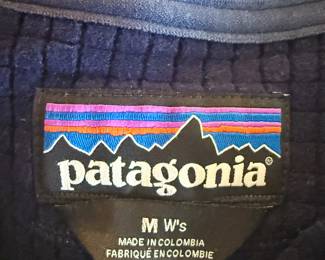 patagonia®
M W's
MADE IN COLOMBIA
FABRIQUÉ EN COLOMBIE